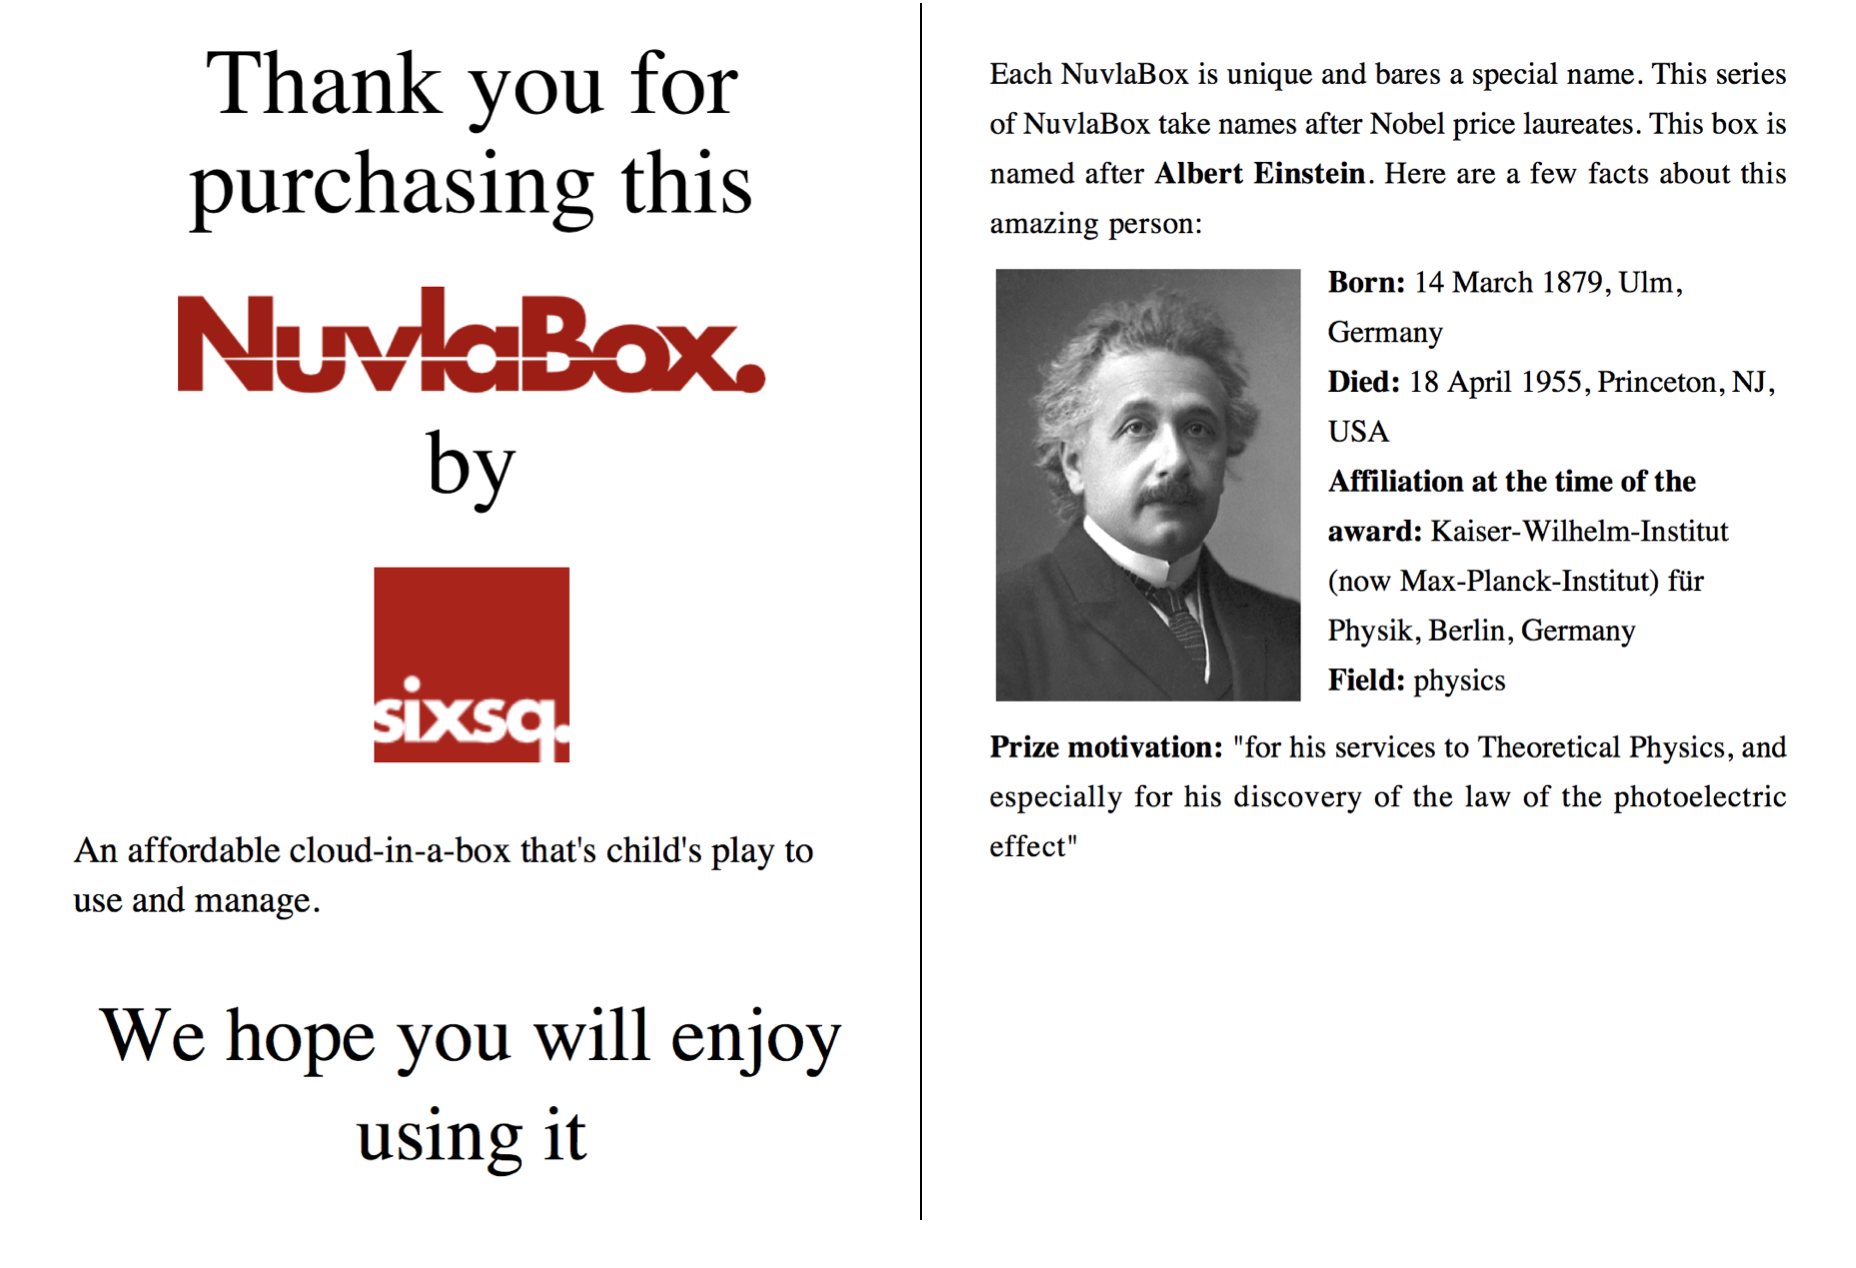 Thank you for
purchasing this
NuvlaBox.
by
sixsq.
An affordable cloud-in-a-box that's child's play to
use and manage.
We hope you will enjoy
using it
Each NuvlaBox is unique and bares a special name. This series
of NuvlaBox take names after Nobel price laureates. This box is
named after Albert Einstein. Here are a few facts about this
amazing person:
Born: 14 March 1879, Ulm,
Germany
Died: 18 April 1955, Princeton, NJ,
USA
Affiliation at the time of the
award: Kaiser-Wilhelm-Institut
(now Max-Planck-Institut) für
Physik, Berlin, Germany
Field: physics
Prize motivation: "for his services to Theoretical Physics, and
especially for his discovery of the law of the photoelectric
effect"